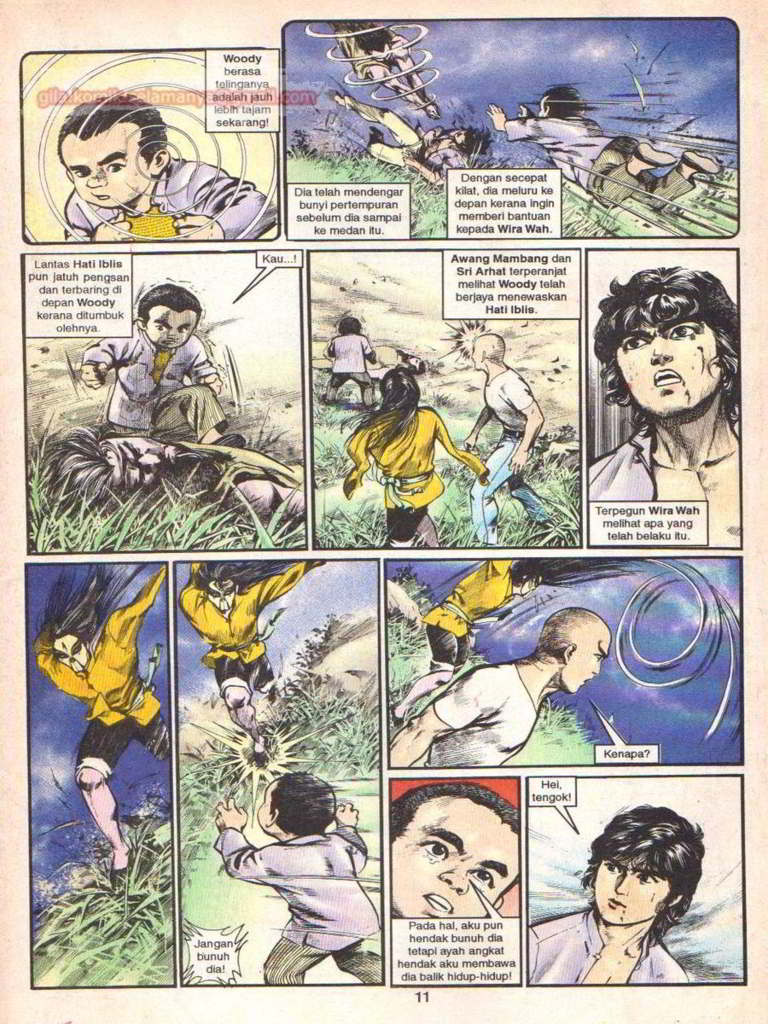 Woody
berasa
telinganya
adalah jauh
lebih tajam
sekarang!
Dia telah mendengar
bunyi pertempuran
sebelum dia sampai
ke medan itu.
Dengan secepat
kilat, dia meluru ke
depan kerana ingin
memberi bantuan
kepada Wira Wah.
Lantas Hati Iblis
pun jatuh pengsan
dan terbaring di
depan Woody
kerana ditumbuk
olehnya.
Kau...!
Awang Mambang dan
Sri Arhat terperanjat
melihat Woody telah
berjaya menewaskan
Hati Iblis.
Terpegun Wira Wah
melihat apa yang
telah belaku itu.
Jangan
bunuh
dia!
Kenapa?
Pada hal, aku pun
hendak bunuh dia
tetapi ayah angkat
hendak aku membawa
dia balik hidup-hidup!
Hei,
tengok!
11